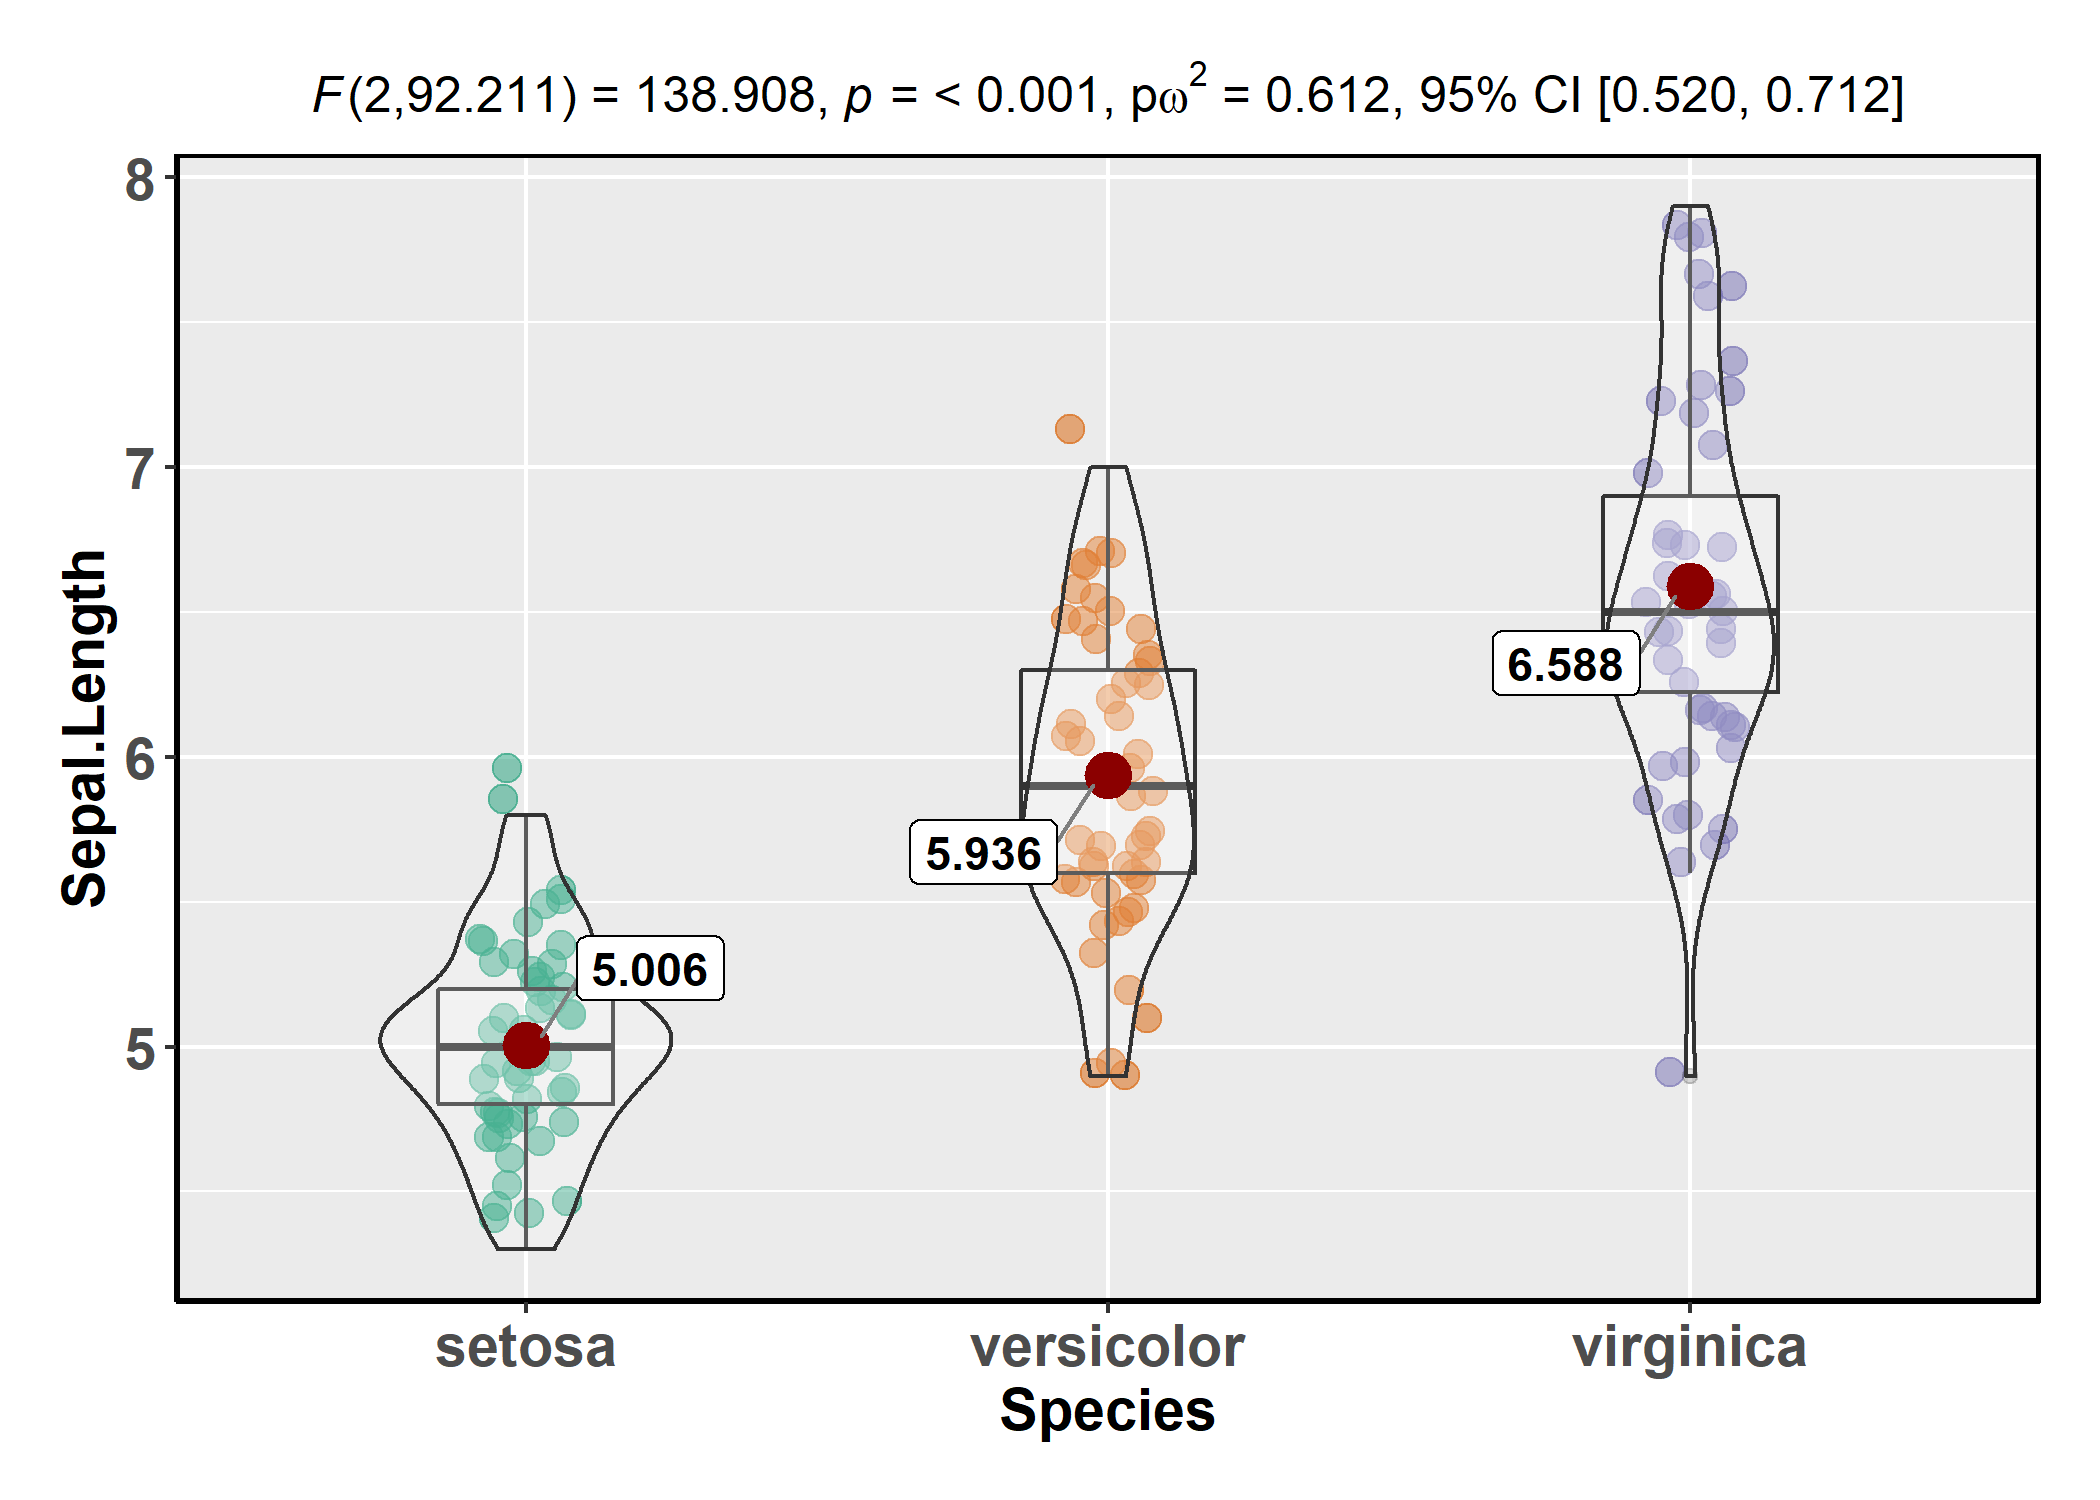 F(2,92.211) = 138.908, p = < 0.001, pω² = 0.612, 95% CI [0.520, 0.712]
8
7
6
5
Sepal.Length
6.588
5.936
5.006
setosa versicolor virginica
Species